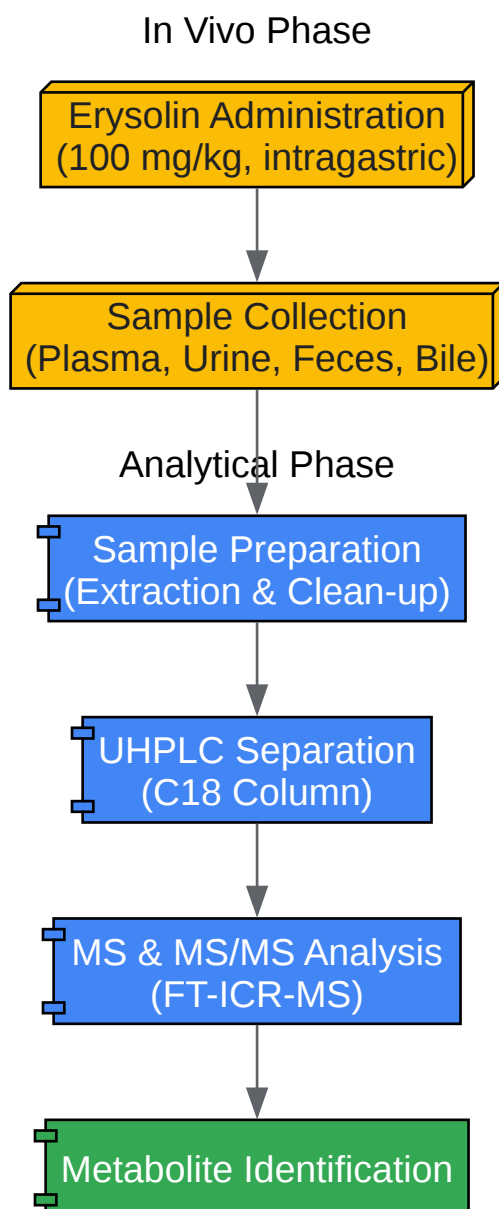 In Vivo Phase
Erysolin Administration
(100 mg/kg, intragastric)
Sample Collection
(Plasma, Urine, Feces, Bile)
Analytical Phase
Sample Preparation
(Extraction & Clean-up)
UHPLC Separation
(C18 Column)
MS & MS/MS Analysis
(FT-ICR-MS)
Metabolite Identification